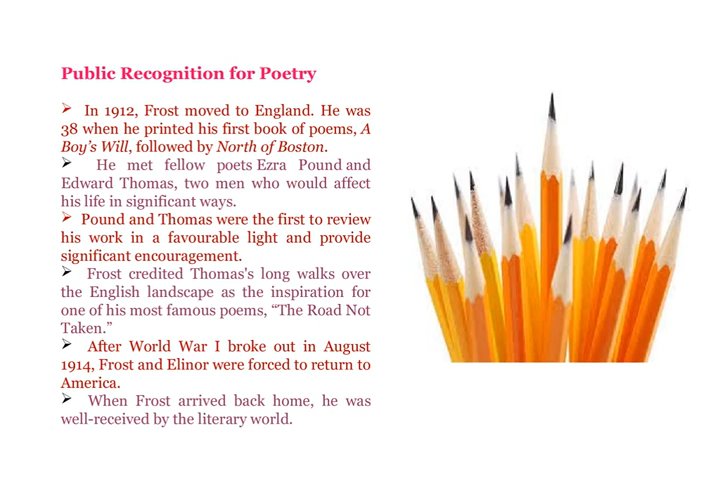 Public Recognition for Poetry
➢ In 1912, Frost moved to England. He was
38 when he printed his first book of poems, A
Boy's Will, followed by North of Boston.
➢ He met fellow poets Ezra Pound and
Edward Thomas, two men who would affect
his life in significant ways.
➢ Pound and Thomas were the first to review
his work in a favourable light and provide
significant encouragement.
➢ Frost credited Thomas's long walks over
the English landscape as the inspiration for
one of his most famous poems, “The Road Not
Taken.”
➢ After World War I broke out in August
1914, Frost and Elinor were forced to return to
America.
➢ When Frost arrived back home, he was
well-received by the literary world.